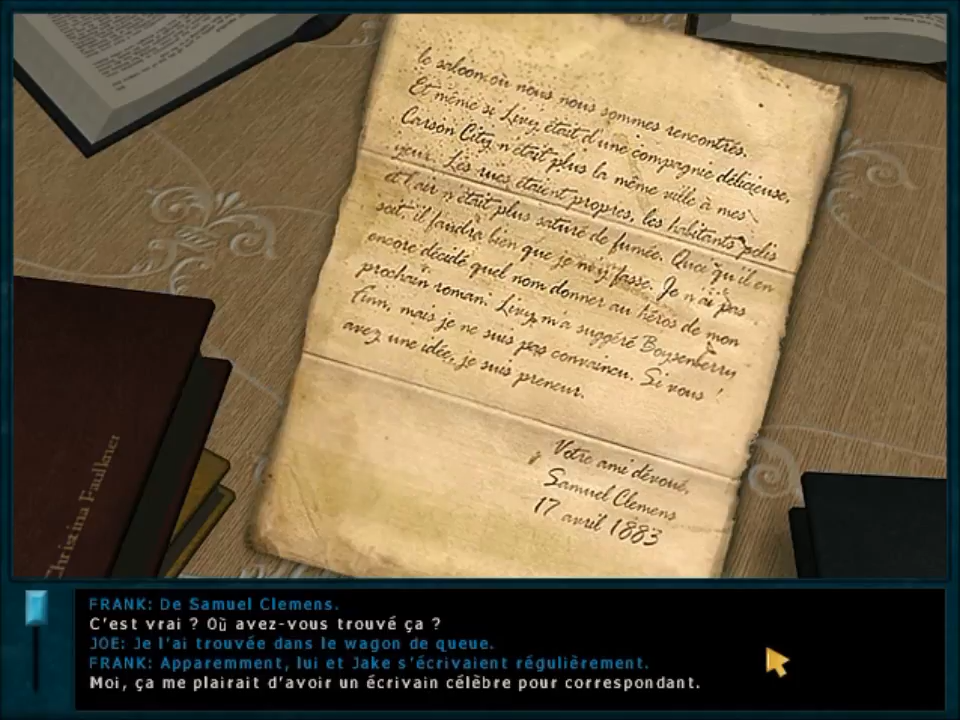 le saloon où nous nous sommes rencontrés.
Et même si Livy était d'une compagnie délicieuse,
Carson City n'était plus la même ville à mes
yeux. Les rues étaient propres, les habitants polis
et l'air n'était plus saturé de fumée. Quoi qu'il en
soit, il faudra bien que je m'y fasse. Je n'ai pas
encore décidé quel nom donner au héros de mon
prochain roman. Livy m'a suggéré Boysenberry
Finn, mais je ne suis pas convaincu. Si vous
avez une idée, je suis preneur.
Votre ami dévoué,
Samuel Clemens
17 avril 1883
Christina Faulkner
FRANK: De Samuel Clemens.
C'est vrai ? Où avez-vous trouvé ça ?
JOE: Je l'ai trouvée dans le wagon de queue.
FRANK: Apparemment, lui et Jake s'écrivaient régulièrement.
Moi, ça me plairait d'avoir un écrivain célèbre pour correspondant.